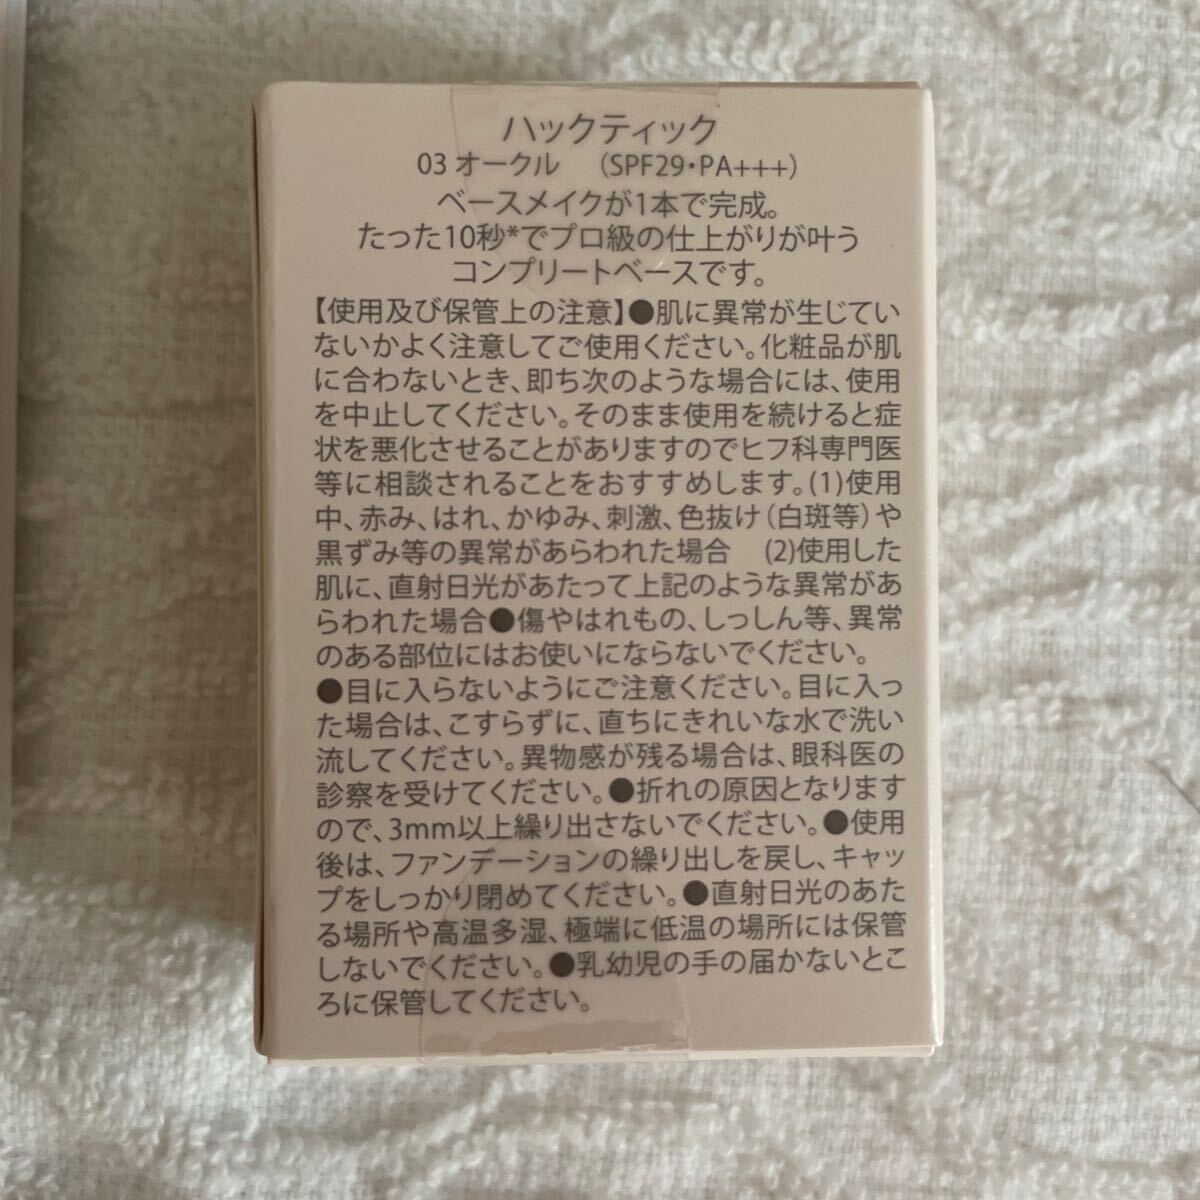 ハックティック
03 オークル （SPF29・PA+++）
ベースメイクが1本で完成。
たった10秒*でプロ級の仕上がりが叶う
コンプリートベースです。
【使用及び保管上の注意】●肌に異常が生じてい
ないかよく注意してご使用ください。化粧品が肌
に合わないとき、即ち次のような場合には、使用
を中止してください。そのまま使用を続けると症
状を悪化させることがありますのでヒフ科専門医
等に相談されることをおすすめします。(1)使用
中、赤み、はれ、かゆみ、刺激、色抜け（白斑等）や
黒ずみ等の異常があらわれた場合 (2)使用した
肌に、直射日光があたって上記のような異常があ
らわれた場合●傷やはれもの、しっしん等、異常
のある部位にはお使いにならないでください。
●目に入らないようにご注意ください。目に入っ
た場合は、こすらずに、直ちにきれいな水で洗い
流してください。異物感が残る場合は、眼科医の
診察を受けてください。●折れの原因となります
ので、3mm以上繰り出さないでください。●使用
後は、ファンデーションの繰り出しを戻し、キャッ
プをしっかり閉めてください。●直射日光のあた
る場所や高温多湿、極端に低温の場所には保管
しないでください。●乳幼児の手の届かないとこ
ろに保管してください。